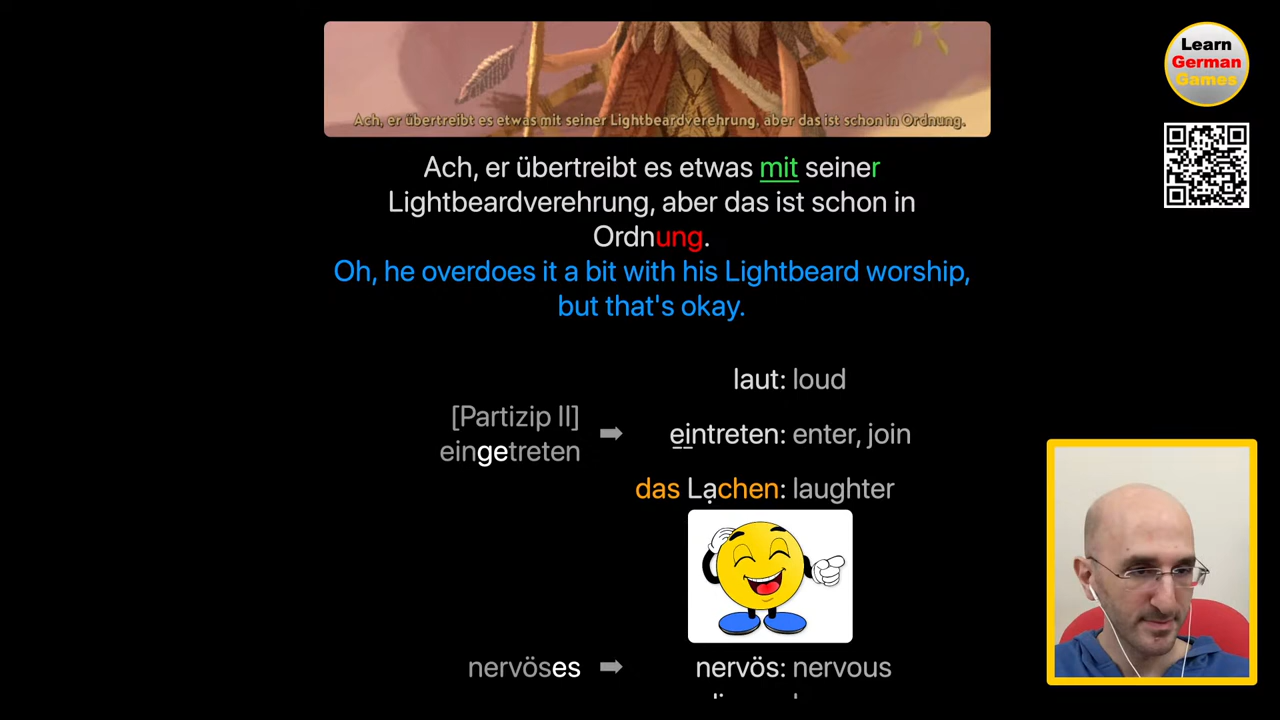 Learn
German
Games
Ach, er übertreibt es etwas mit seiner Lightbeardverehrung, aber das ist schon in Ordnung.
Ach, er übertreibt es etwas mit seiner
Lightbeardverehrung, aber das ist schon in
Ordnung.
Oh, he overdoes it a bit with his Lightbeard worship,
but that's okay.
laut: loud
[Partizip II]
eingetreten ➡ eintreten: enter, join
das Lachen: laughter
nervöses ➡ nervös: nervous